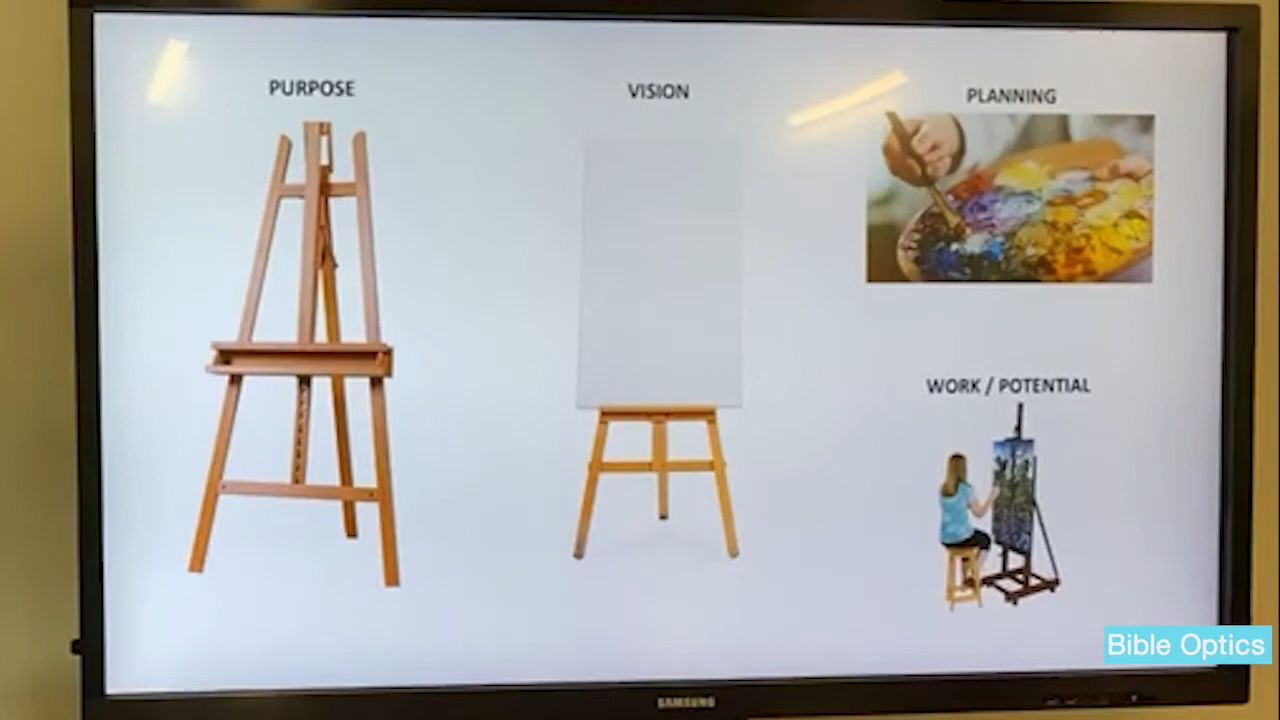 PURPOSE
VISION
PLANNING
WORK / POTENTIAL
Bible Optics
SAMSUNG